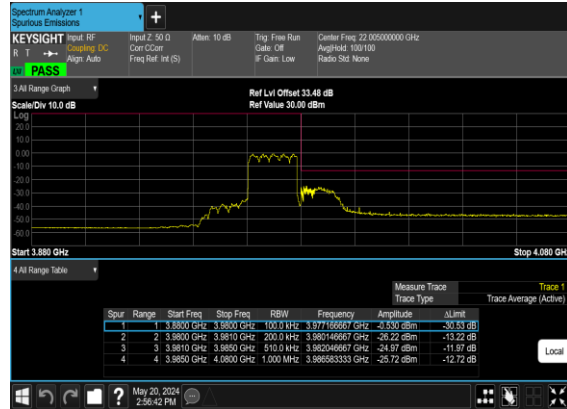 Spectrum Analyzer 1
Spurious Emissions
KEYSIGHT Input: RF Input Z: 50 Ω Atten: 10 dB Trig: Free Run Center Freq: 22.005000000 GHz
R T Coupling: DC Corr CCorr Gate: Off Avg|Hold: 100/100
Align: Auto Freq Ref: Int (S) IF Gain: Low Radio Std: None
LXI PASS
3 All Range Graph
Ref Lvl Offset 33.48 dB
Scale/Div 10.0 dB Ref Value 30.00 dBm
Log
20.0
10.0
0.00
-10.0
-20.0
-30.0
-40.0
-50.0
-60.0
Start 3.880 GHz Stop 4.080 GH
4 All Range Table
Measure Trace Trace 1
Trace Type Trace Average (Active)
Spur Range Start Freq Stop Freq RBW Frequency Amplitude ΔLimit
1 1 3.8800 GHz 3.9800 GHz 100.0 kHz 3.977166667 GHz -0.530 dBm -30.53 dB
2 2 3.9800 GHz 3.9810 GHz 200.0 kHz 3.980146667 GHz -26.22 dBm -13.22 dB
3 3 3.9810 GHz 3.9850 GHz 510.0 kHz 3.982046667 GHz -24.97 dBm -11.97 dB
4 4 3.9850 GHz 4.0800 GHz 1.000 MHz 3.986583333 GHz -25.72 dBm -12.72 dB
Local
? May 20, 2024
2:56:42 PM